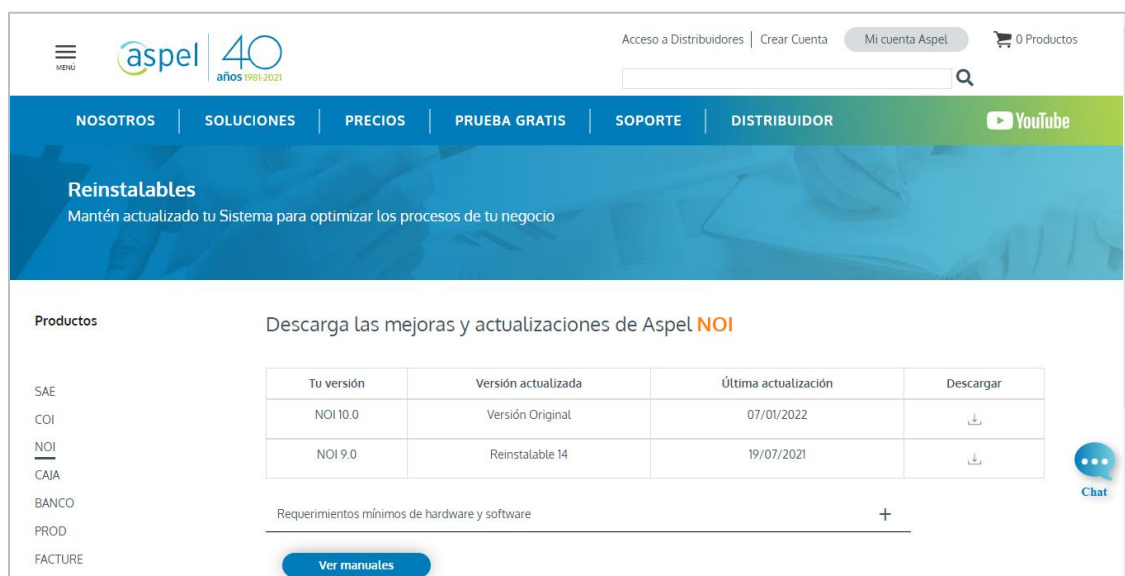 MENÚ
aspel 40
años 1981-2021
Acceso a Distribuidores | Crear Cuenta Mi cuenta Aspel 0 Productos
NOSOTROS | SOLUCIONES | PRECIOS | PRUEBA GRATIS | SOPORTE | DISTRIBUIDOR YouTube
Reinstalables
Mantén actualizado tu Sistema para optimizar los procesos de tu negocio
Productos
SAE
COI
NOI
CAJA
BANCO
PROD
FACTURE
Descarga las mejoras y actualizaciones de Aspel NOI
Tu versión Versión actualizada Última actualización Descargar
NOI 10.0 Versión Original 07/01/2022
NOI 9.0 Reinstalable 14 19/07/2021
Requerimientos mínimos de hardware y software +
Ver manuales
Chat